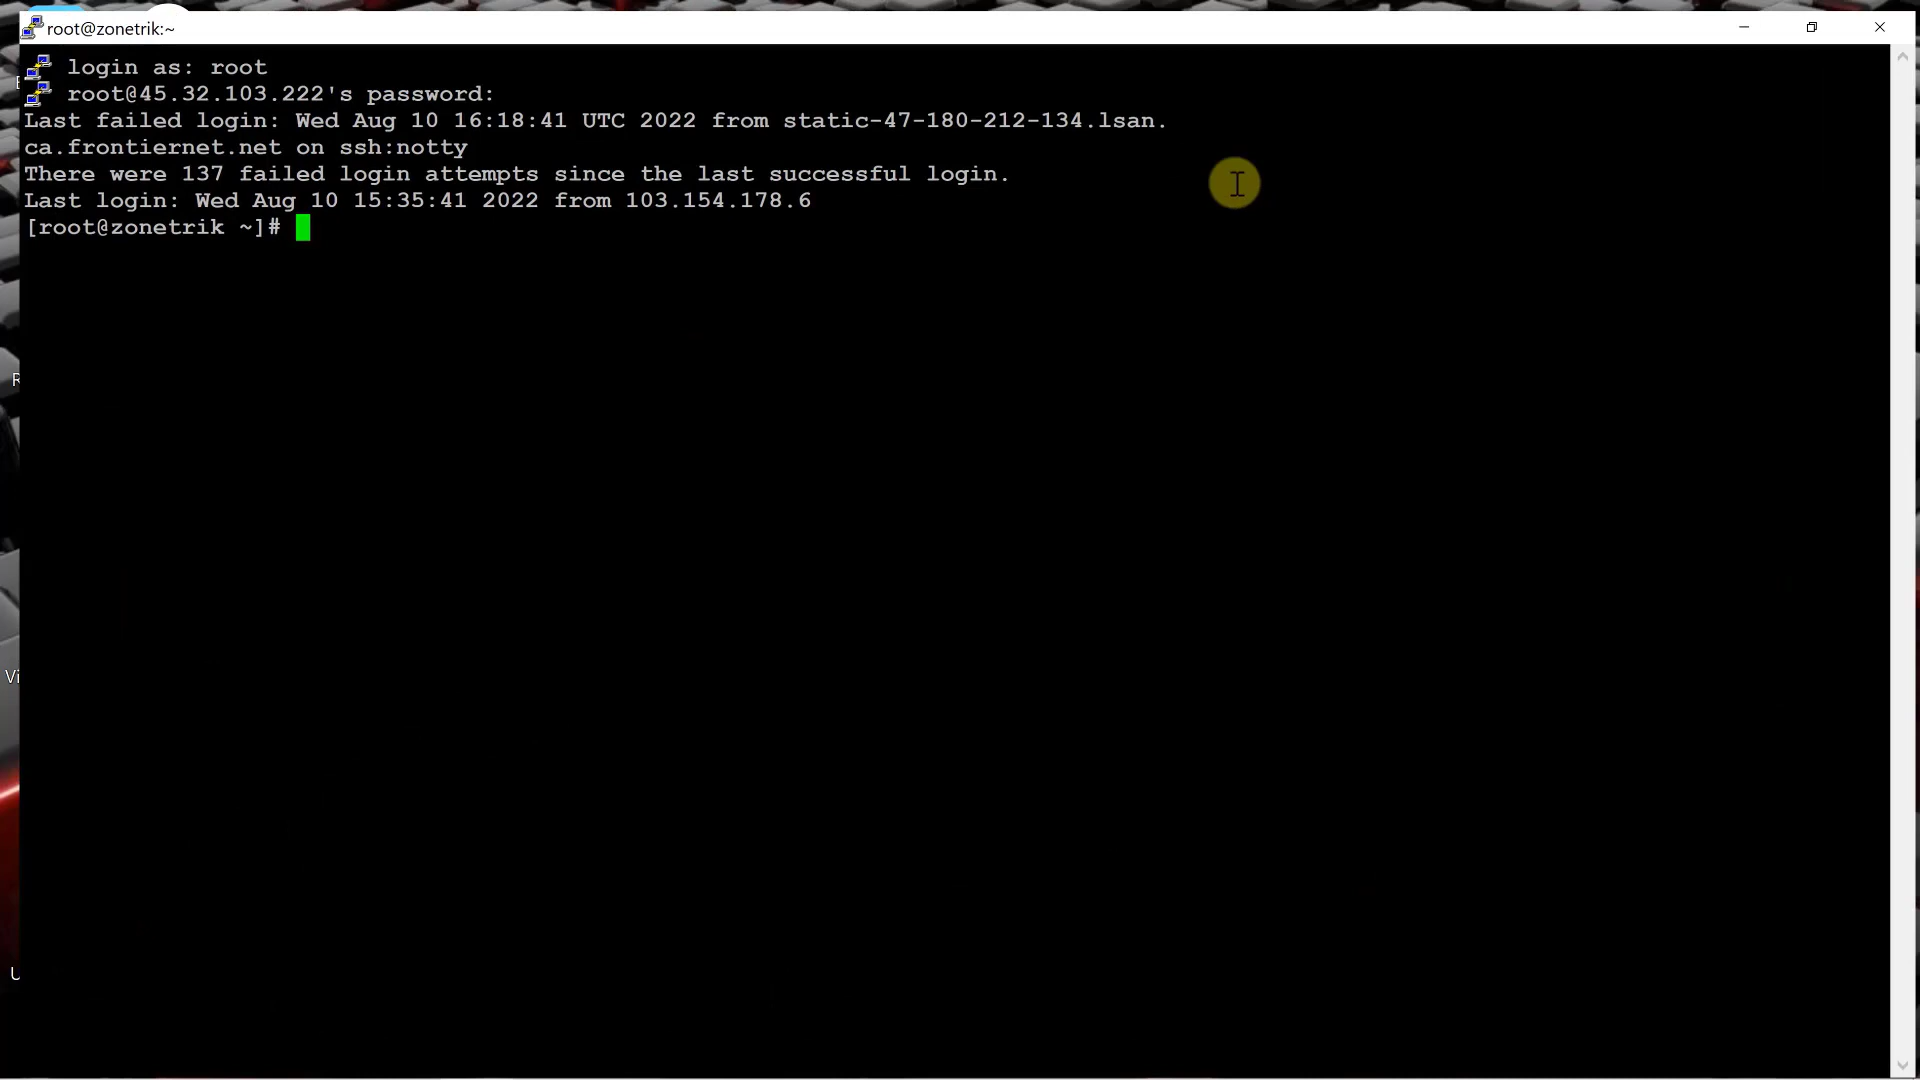 root@zonetrik:~
login as: root
root@45.32.103.222's password:
Last failed login: Wed Aug 10 16:18:41 UTC 2022 from static-47-180-212-134.lsan.
ca.frontiernet.net on ssh:notty
There were 137 failed login attempts since the last successful login.
Last login: Wed Aug 10 15:35:41 2022 from 103.154.178.6
[root@zonetrik ~]#
R
Vi
U